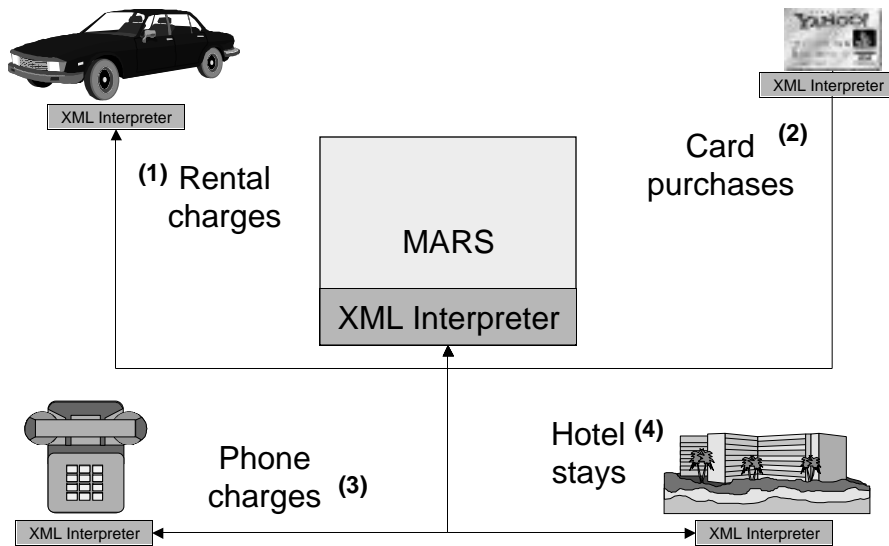 YAHOO!
XML Interpreter
XML Interpreter
(1) Rental
charges
Card (2)
purchases
MARS
XML Interpreter
Phone
charges (3)
Hotel (4)
stays
XML Interpreter
XML Interpreter